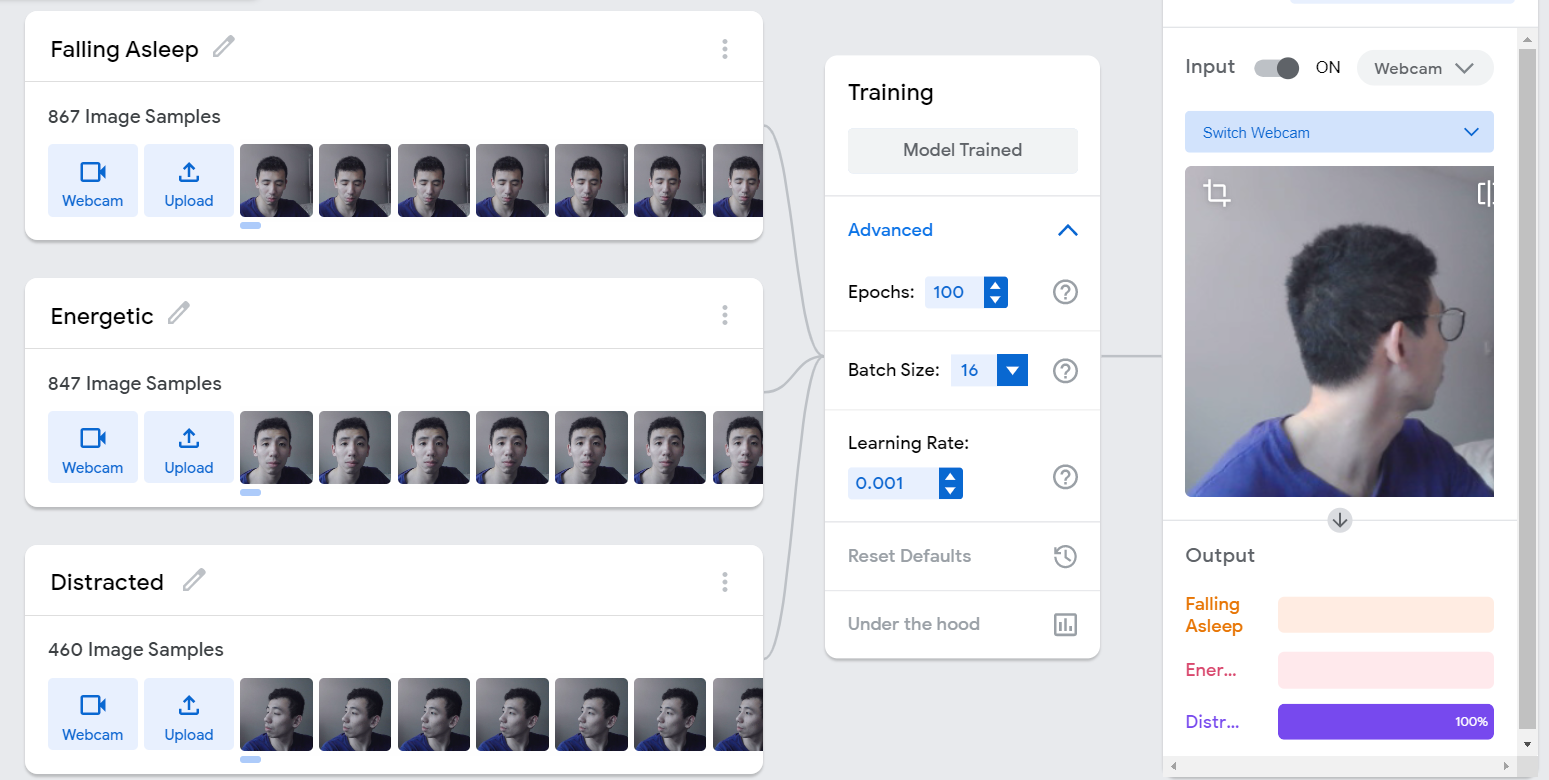 Falling Asleep
867 Image Samples
Webcam
Upload
Energetic
847 Image Samples
Webcam
Upload
Distracted
460 Image Samples
Webcam
Upload
Training
Model Trained
Advanced
Epochs: 100
Batch Size: 16
Learning Rate:
0.001
Reset Defaults
Under the hood
Input ON Webcam
Switch Webcam
Output
Falling
Asleep
Ener...
Distr... 100%